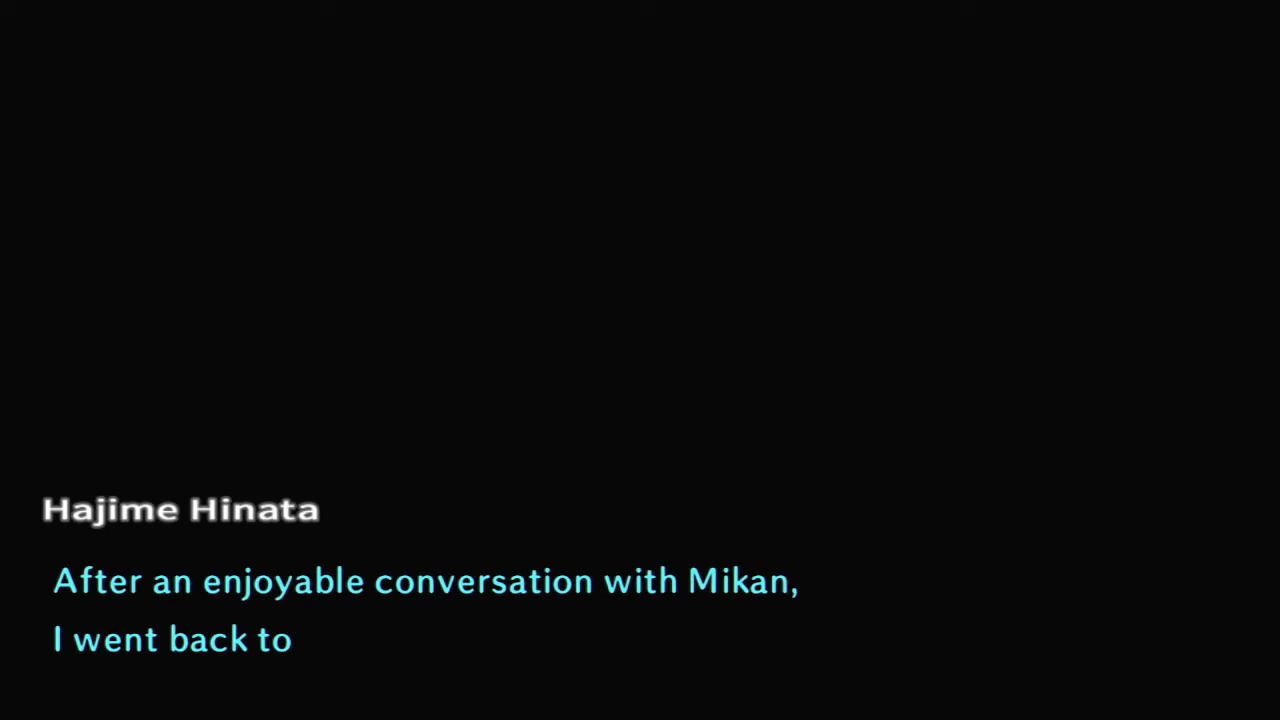 Hajime Hinata
After an enjoyable conversation with Mikan,
I went back to